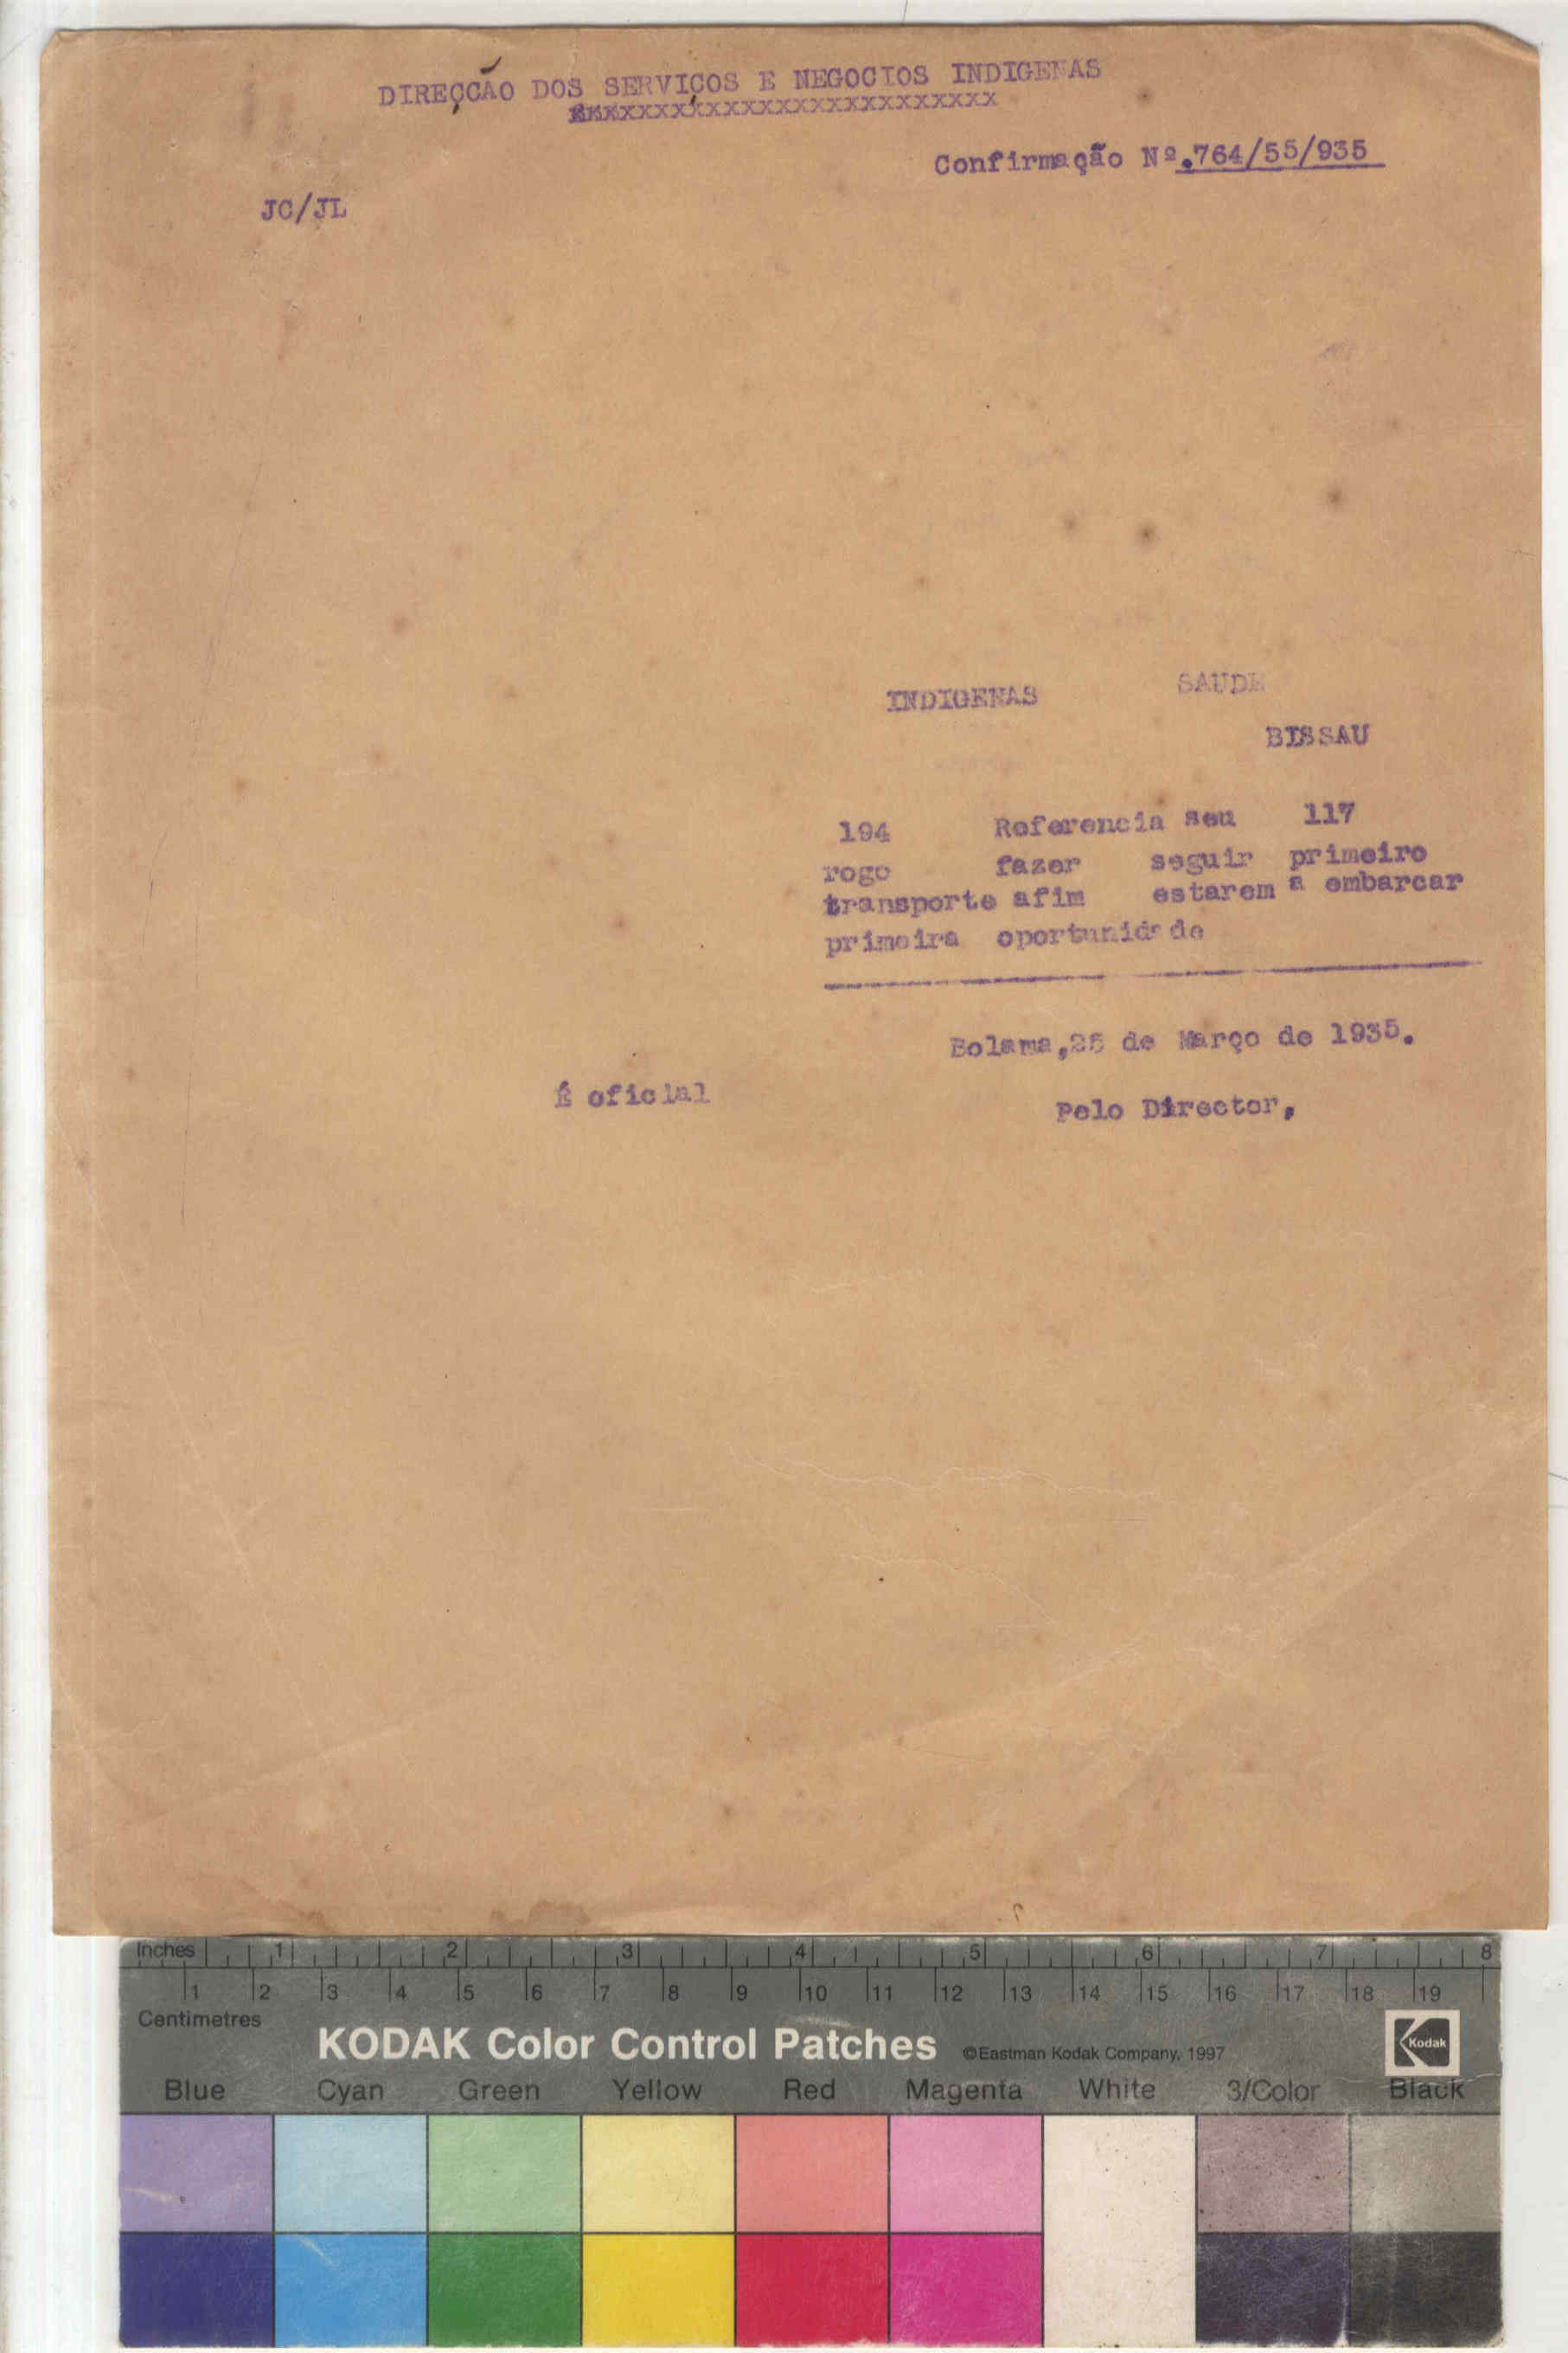 DIREÇCÃO DOS SERVIÇOS E NEGOCIOS INDIGENAS
xxxxxxxxxxxxxxxxxxxxxxxxx
Confirmação Nº.764/55/935
JC/JL
INDIGENAS SAUDE
BISSAU
194 Referencia seu 117
rogo fazer seguir primeiro
transporte afim estarem a embarcar
primeira oportunidade
Bolama, de Março de 1935.
É oficial
Pelo Director,
Inches 1 2 3 4 5 6 7 8
1 2 3 4 5 6 7 8 9 10 11 12 13 14 15 16 17 18 19
Centimetres
KODAK Color Control Patches ©Eastman Kodak Company, 1997 Kodak
Blue Cyan Green Yellow Red Magenta White 3/Color Black